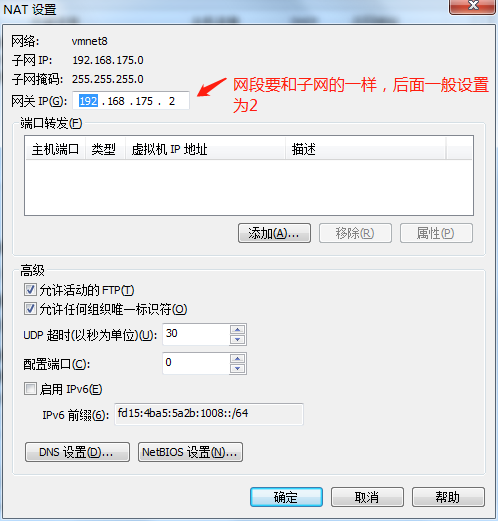 NAT 设置
网络: vmnet8
子网 IP: 192.168.175.0
子网掩码: 255.255.255.0
网关 IP(G): 192 . 168 . 175 . 2
网段要和子网的一样，后面一般设置
为2
端口转发(F)
主机端口 类型 虚拟机 IP 地址 描述
添加(A)... 移除(R) 属性(P)
高级
允许活动的 FTP(T)
允许任何组织唯一标识符(O)
UDP 超时(以秒为单位)(U): 30
配置端口(C): 0
启用 IPv6(E)
IPv6 前缀(6): fd15:4ba5:5a2b:1008::/64
DNS 设置(D)... NetBIOS 设置(N)...
确定 取消 帮助